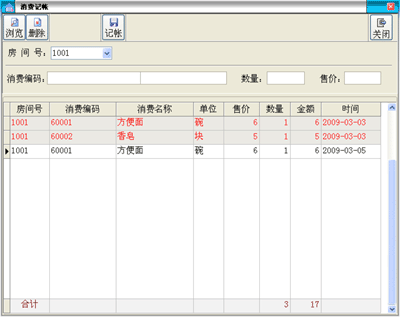 消费记帐
浏览 删除 记帐 关闭
房 间 号： 1001
消费编码： 数量： 售价：
房间号 消费编码 消费名称 单位 售价 数量 金额 时间
1001 60001 方便面 碗 6 1 6 2009-03-03
1001 60002 香皂 块 5 1 5 2009-03-03
1001 60001 方便面 碗 6 1 6 2009-03-05
合计 3 17